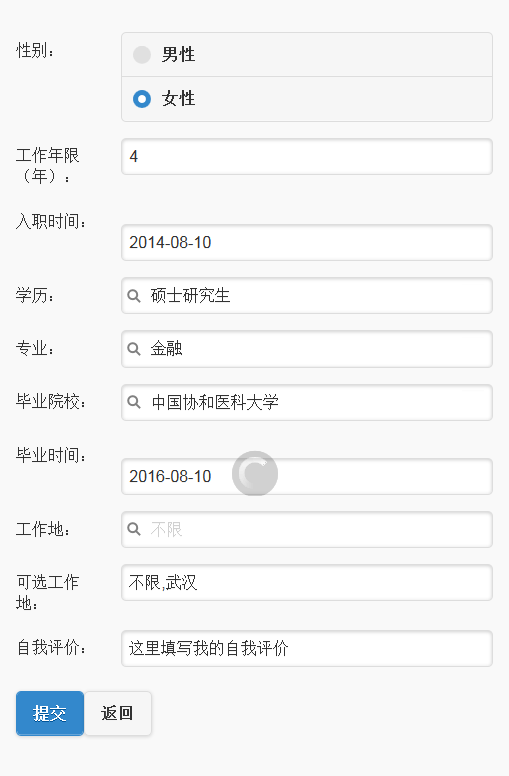 性别：
男性
女性
工作年限
（年）：
4
入职时间：
2014-08-10
学历：
硕士研究生
专业：
金融
毕业院校：
中国协和医科大学
毕业时间：
2016-08-10
工作地：
不限
可选工作
地：
不限,武汉
自我评价：
这里填写我的自我评价
提交
返回